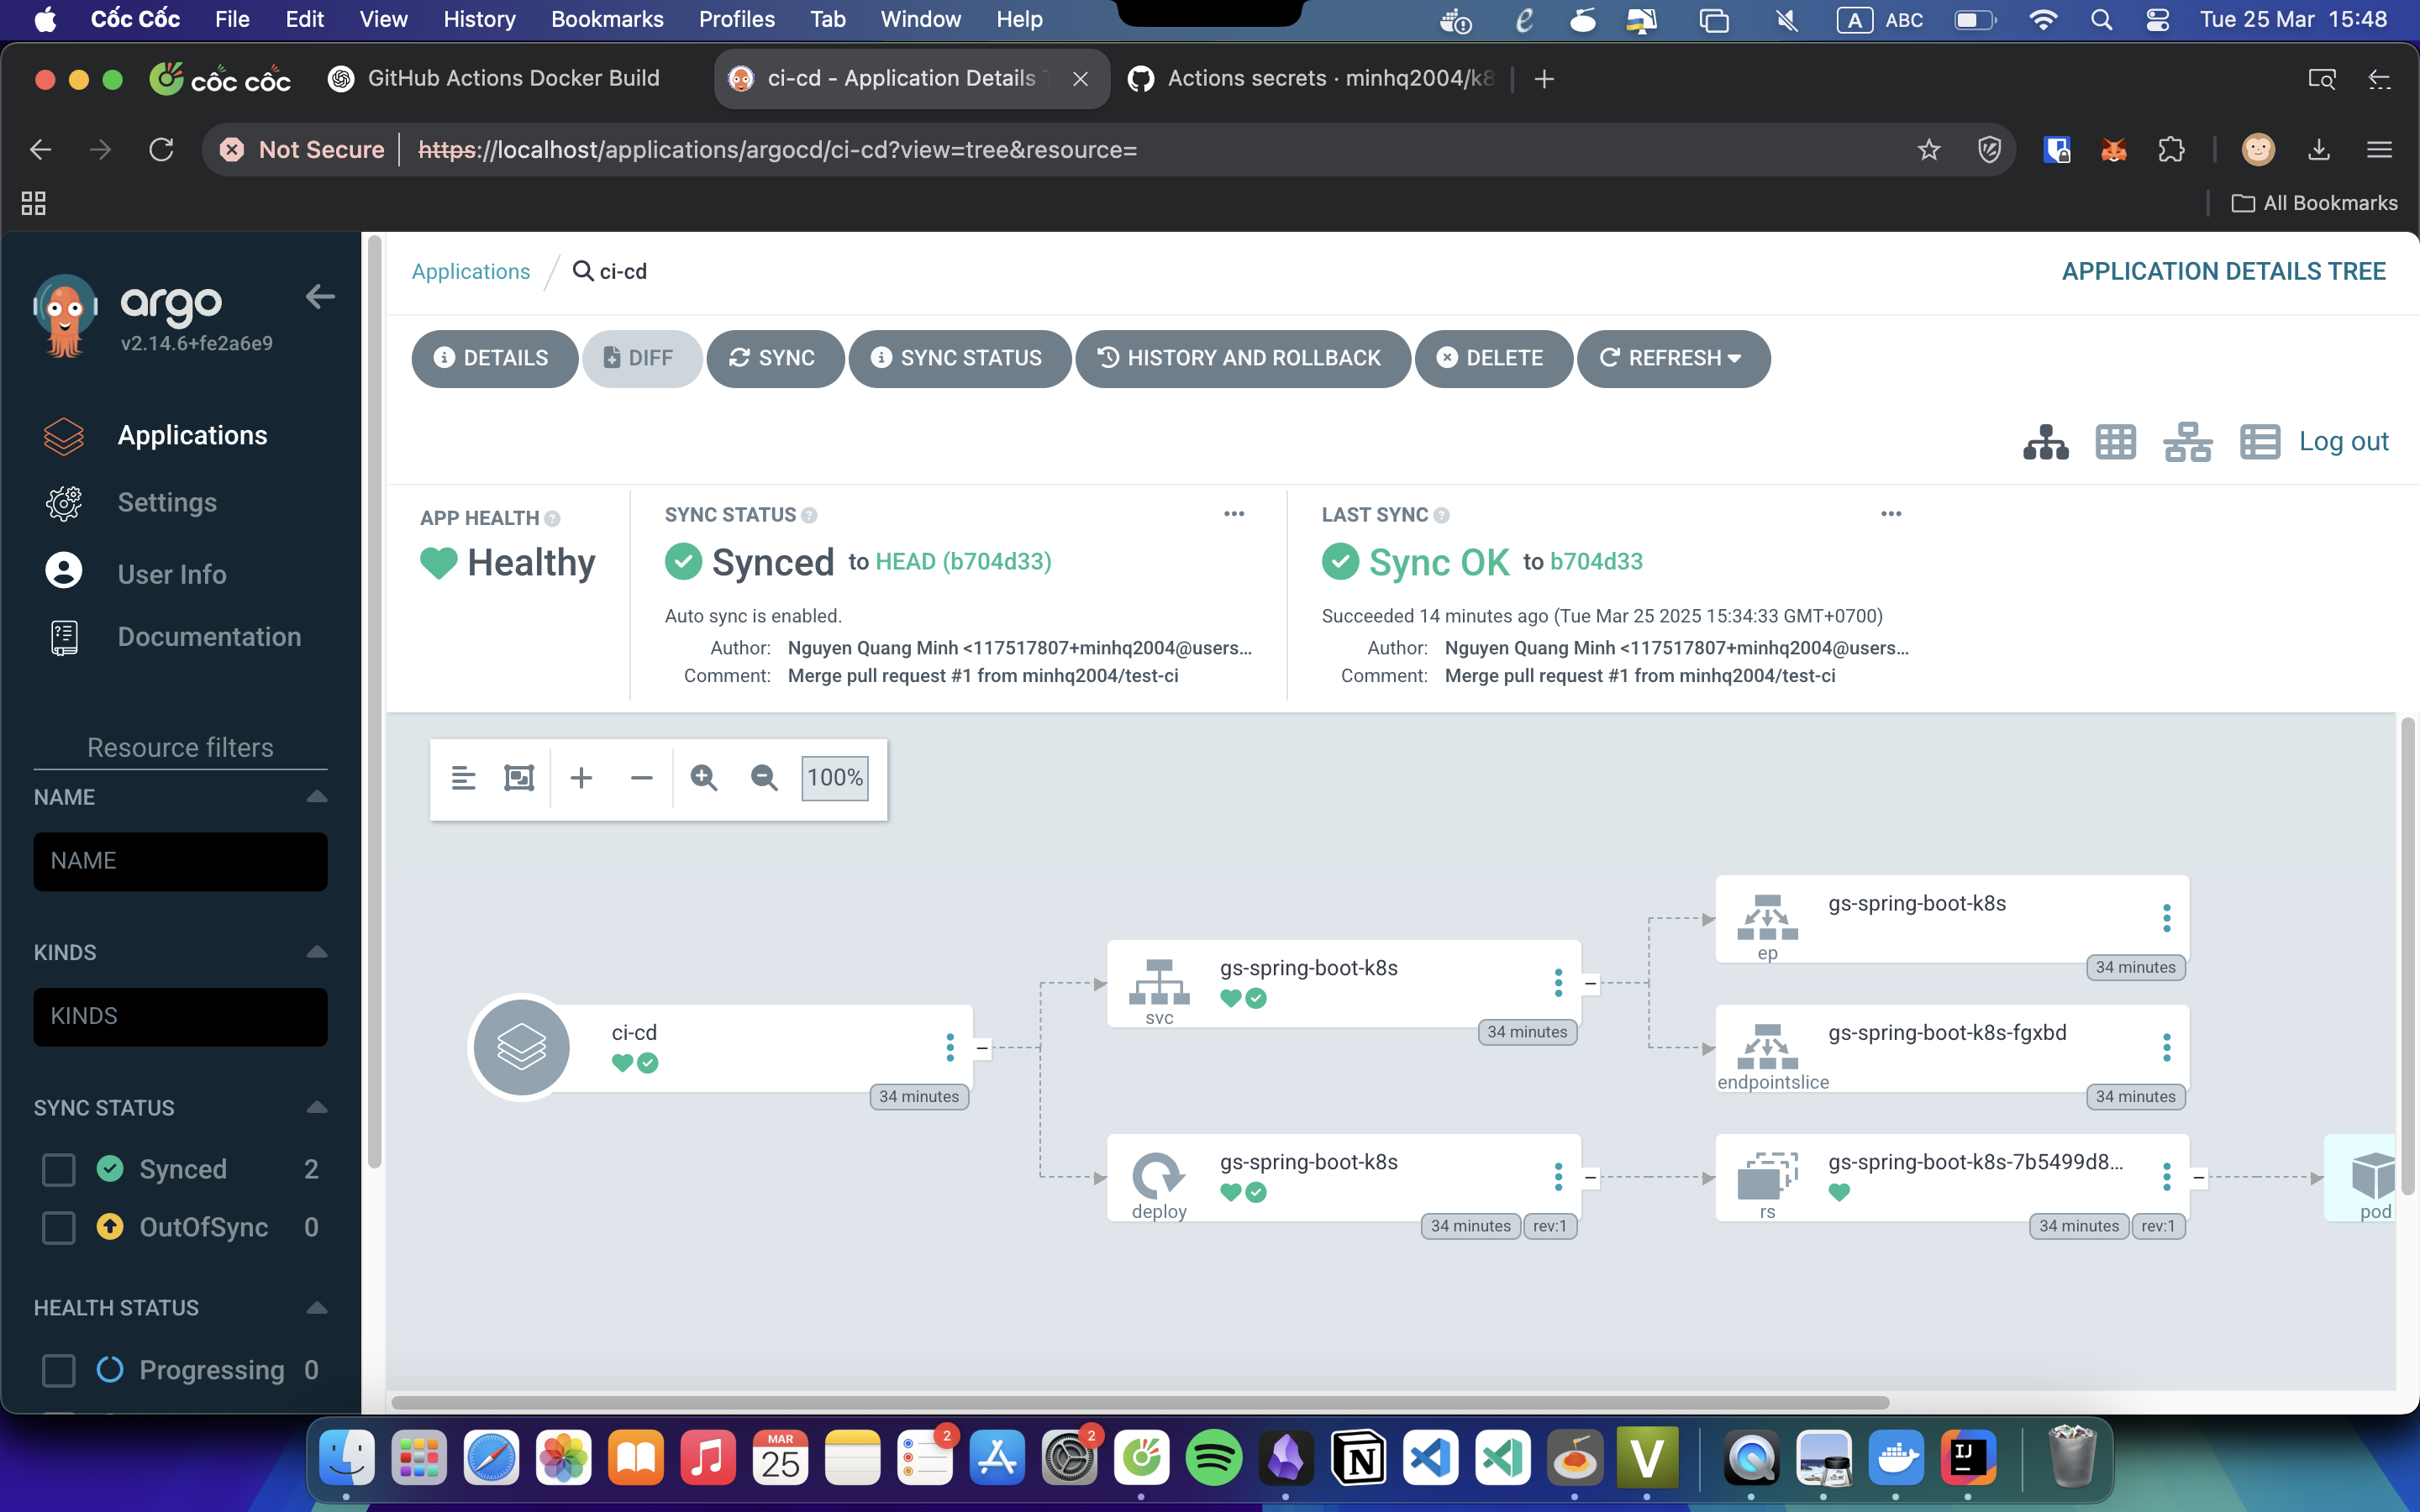 Cốc Cốc File Edit View History Bookmarks Profiles Tab Window Help A ABC Tue 25 Mar 15:48
cốc cốc GitHub Actions Docker Build ci-cd - Application Details Actions secrets · minhq2004/k8
Not Secure https://localhost/applications/argocd/ci-cd?view=tree&resource=
All Bookmarks
argo
v2.14.6+fe2a6e9
Applications
Settings
User Info
Documentation
Resource filters
NAME
NAME
KINDS
KINDS
SYNC STATUS
Synced 2
OutOfSync 0
HEALTH STATUS
Progressing 0
Applications / ci-cd APPLICATION DETAILS TREE
DETAILS DIFF SYNC SYNC STATUS HISTORY AND ROLLBACK DELETE REFRESH
Log out
APP HEALTH
Healthy
SYNC STATUS
Synced to HEAD (b704d33)
Auto sync is enabled.
Author: Nguyen Quang Minh <117517807+minhq2004@users...
Comment: Merge pull request #1 from minhq2004/test-ci
LAST SYNC
Sync OK to b704d33
Succeeded 14 minutes ago (Tue Mar 25 2025 15:34:33 GMT+0700)
Author: Nguyen Quang Minh <117517807+minhq2004@users...
Comment: Merge pull request #1 from minhq2004/test-ci
100%
ci-cd
34 minutes
gs-spring-boot-k8s
svc
34 minutes
gs-spring-boot-k8s
deploy
34 minutes rev:1
gs-spring-boot-k8s
ep
34 minutes
gs-spring-boot-k8s-fgxbd
endpointslice
34 minutes
gs-spring-boot-k8s-7b5499d8...
rs
34 minutes rev:1
pod
MAR
25
2
2
N
V
IJ